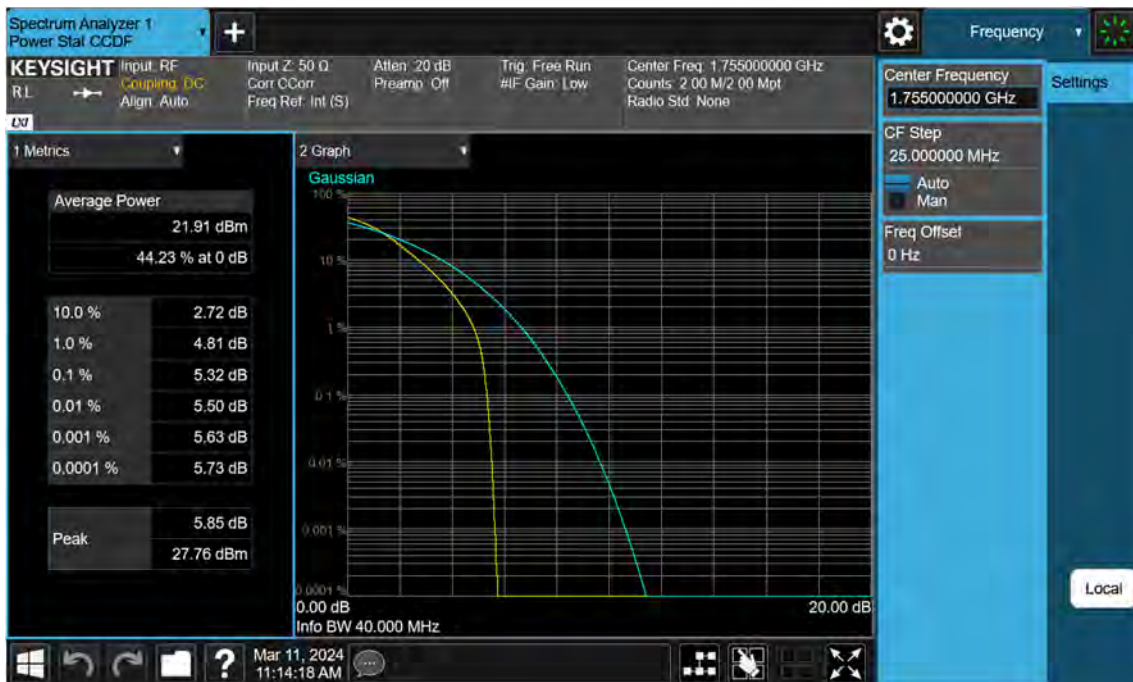 Spectrum Analyzer 1
Power Stat CCDF
Frequency
KEYSIGHT
RL
LXI
Input: RF
Coupling: DC
Align: Auto
Input Z: 50 Ω
Corr CCorr
Freq Ref: Int (S)
Atten: 20 dB
Preamp: Off
Trig: Free Run
#IF Gain: Low
Center Freq: 1.755000000 GHz
Counts: 2.00 M/2.00 Mpt
Radio Std: None
Center Frequency
1.755000000 GHz
Settings
CF Step
25.000000 MHz
Auto
Man
Freq Offset
0 Hz
1 Metrics
Average Power
21.91 dBm
44.23 % at 0 dB
10.0 % 2.72 dB
1.0 % 4.81 dB
0.1 % 5.32 dB
0.01 % 5.50 dB
0.001 % 5.63 dB
0.0001 % 5.73 dB
Peak
5.85 dB
27.76 dBm
2 Graph
Gaussian
100 %
10 %
1 %
0.1 %
0.01 %
0.001 %
0.0001 %
0.00 dB 20.00 dB
Info BW 40.000 MHz
Local
?
Mar 11, 2024
11:14:18 AM